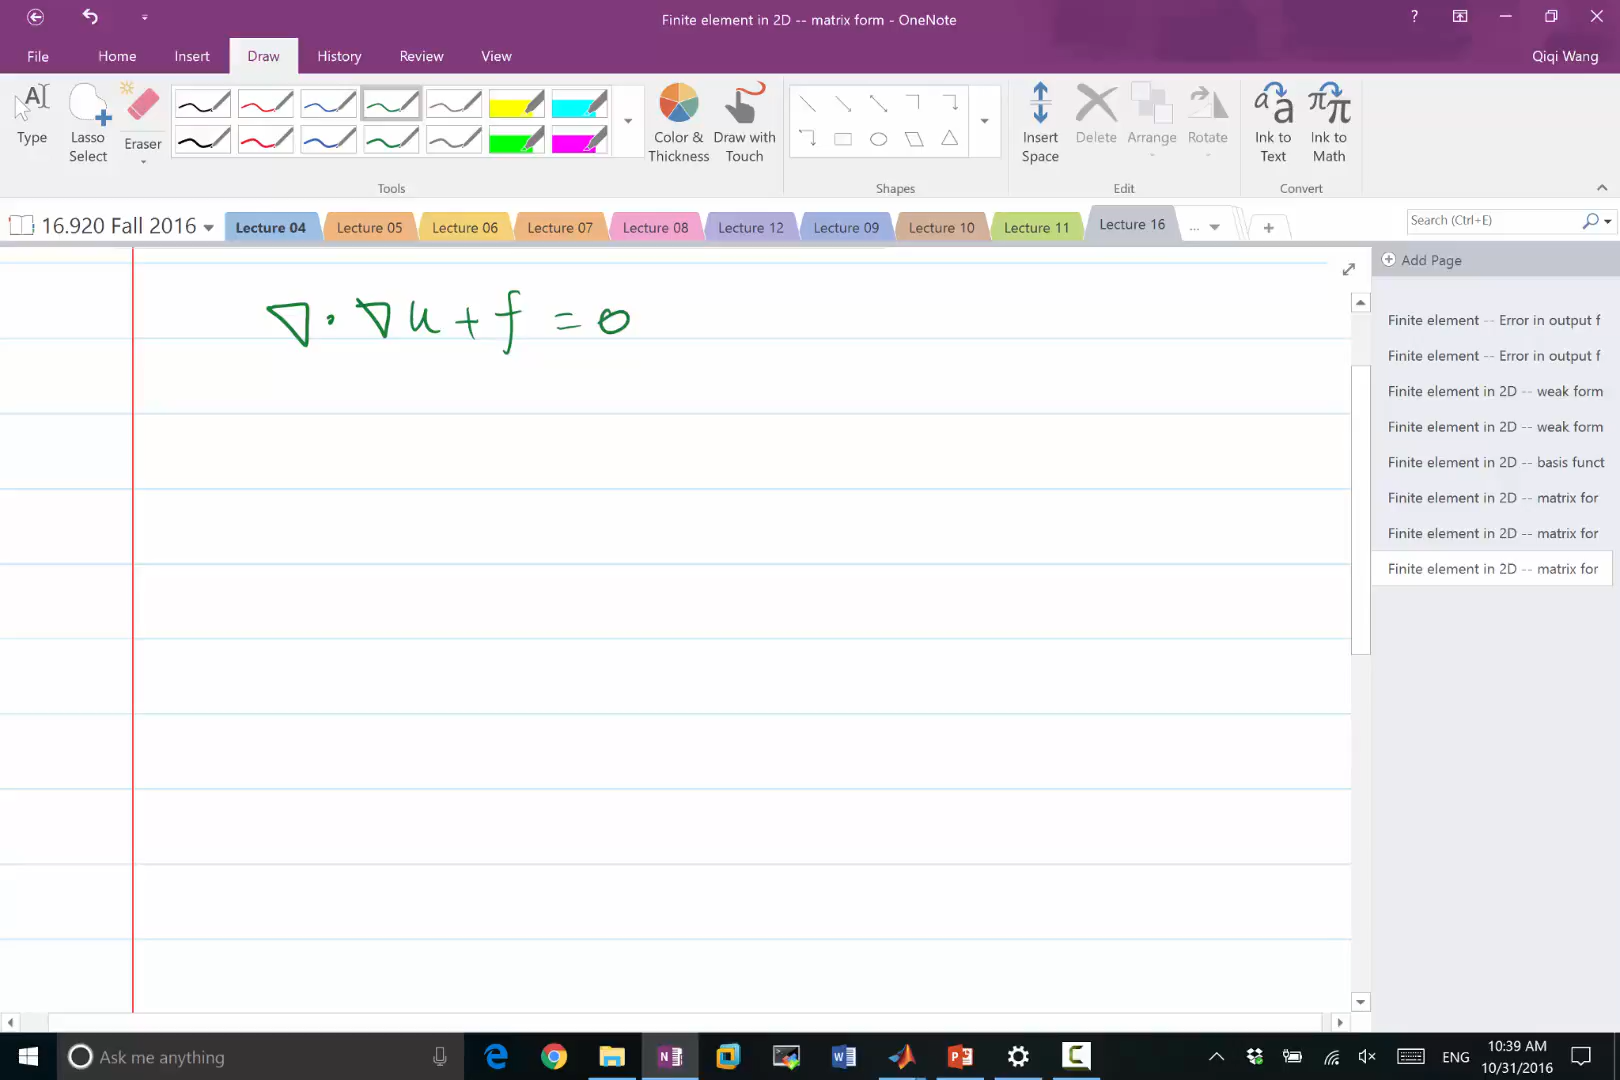 Finite element in 2D -- matrix form - OneNote
?
File Home Insert Draw History Review View
Qiqi Wang
Type
Lasso Select
Eraser
Color & Thickness
Draw with Touch
Insert Space
Delete
Arrange
Rotate
Ink to Text
Ink to Math
Tools
Shapes
Edit
Convert
16.920 Fall 2016
Lecture 04
Lecture 05
Lecture 06
Lecture 07
Lecture 08
Lecture 12
Lecture 09
Lecture 10
Lecture 11
Lecture 16
...
Search (Ctrl+E)
Add Page
∇·∇u + f = 0
Finite element -- Error in output f
Finite element -- Error in output f
Finite element in 2D -- weak form
Finite element in 2D -- weak form
Finite element in 2D -- basis funct
Finite element in 2D -- matrix for
Finite element in 2D -- matrix for
Finite element in 2D -- matrix for
Ask me anything
ENG
10:39 AM
10/31/2016